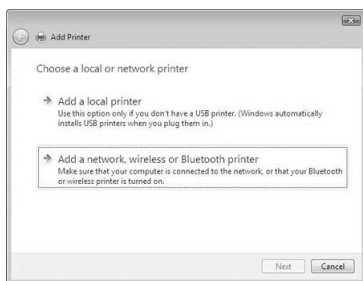 Add Printer
Choose a local or network printer
Add a local printer
Use this option only if you don't have a USB printer. (Windows automatically
installs USB printers when you plug them in.)
Add a network, wireless or Bluetooth printer
Make sure that your computer is connected to the network, or that your Bluetooth
or wireless printer is turned on.
Next Cancel